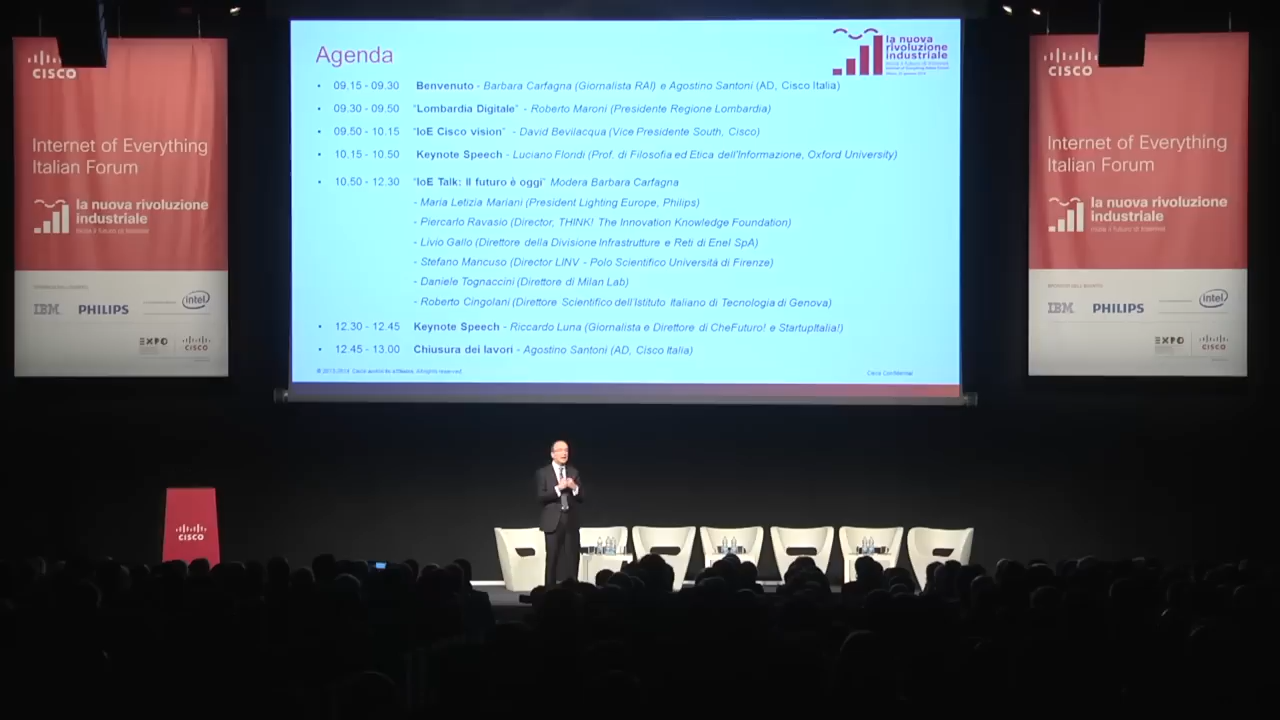 CISCO
Internet of Everything
Italian Forum
la nuova rivoluzione
industriale
IBM
PHILIPS
intel
EXPO
CISCO
Agenda
la nuova
rivoluzione
industriale
• 09.15 - 09.30 Benvenuto - Barbara Carfagna (Giornalista RAI) e Agostino Santoni (AD, Cisco Italia)
• 09.30 - 09.50 "Lombardia Digitale" - Roberto Maroni (Presidente Regione Lombardia)
• 09.50 - 10.15 "IoE Cisco vision" - David Bevilacqua (Vice Presidente South, Cisco)
• 10.15 - 10.50 Keynote Speech - Luciano Floridi (Prof. di Filosofia ed Etica dell'Informazione, Oxford University)
• 10.50 - 12.30 "IoE Talk: Il futuro è oggi" Modera Barbara Carfagna
- Maria Letizia Mariani (President Lighting Europe, Philips)
- Piercarlo Ravasio (Director, THINK! The Innovation Knowledge Foundation)
- Livio Gallo (Direttore della Divisione Infrastrutture e Reti di Enel SpA)
- Stefano Mancuso (Director LINV - Polo Scientifico Universitá di Firenze)
- Daniele Tognaccini (Direttore di Milan Lab)
- Roberto Cingolani (Direttore Scientifico dell'Istituto Italiano di Tecnologia di Genova)
• 12.30 - 12.45 Keynote Speech - Riccardo Luna (Giornalista e Direttore di CheFuturo! e StartupItalia!)
• 12.45 - 13.00 Chiusura dei lavori - Agostino Santoni (AD, Cisco Italia)
Cisco Confidential
CISCO
Internet of Everything
Italian Forum
la nuova rivoluzione
industriale
IBM
PHILIPS
intel
EXPO
CISCO
CISCO